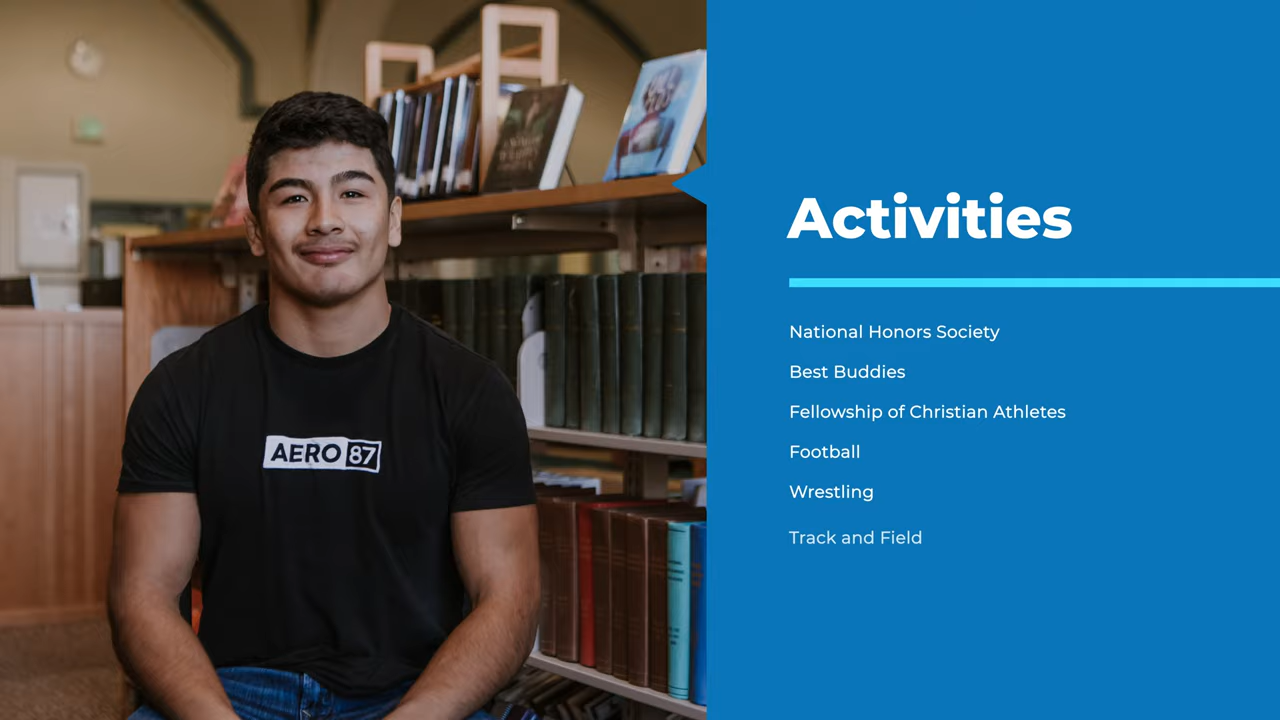 AERO 87
Activities
National Honors Society
Best Buddies
Fellowship of Christian Athletes
Football
Wrestling
Track and Field